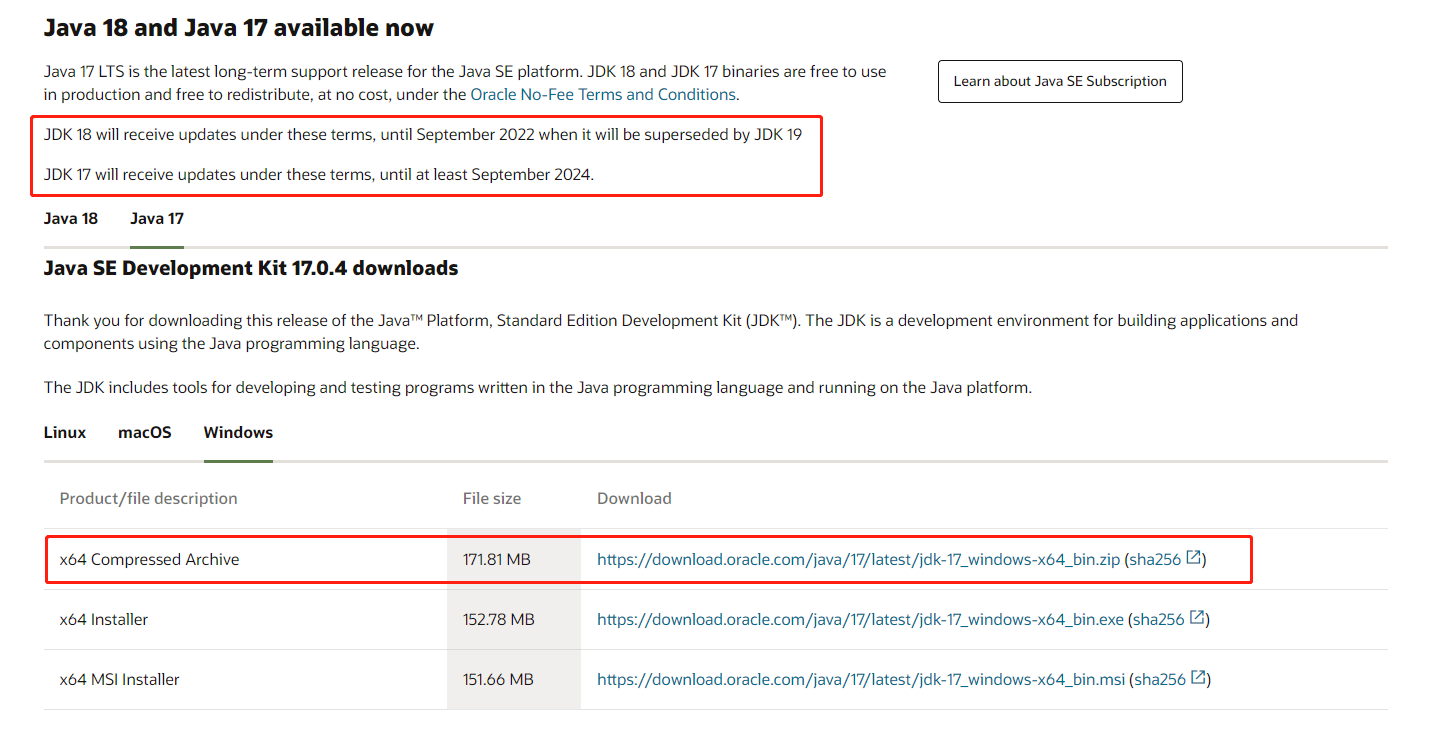 Java 18 and Java 17 available now
Java 17 LTS is the latest long-term support release for the Java SE platform. JDK 18 and JDK 17 binaries are free to use
in production and free to redistribute, at no cost, under the Oracle No-Fee Terms and Conditions.
Learn about Java SE Subscription
JDK 18 will receive updates under these terms, until September 2022 when it will be superseded by JDK 19
JDK 17 will receive updates under these terms, until at least September 2024.
Java 18 Java 17
Java SE Development Kit 17.0.4 downloads
Thank you for downloading this release of the Java™ Platform, Standard Edition Development Kit (JDK™). The JDK is a development environment for building applications and
components using the Java programming language.
The JDK includes tools for developing and testing programs written in the Java programming language and running on the Java platform.
Linux macOS Windows
Product/file description File size Download
x64 Compressed Archive 171.81 MB https://download.oracle.com/java/17/latest/jdk-17_windows-x64_bin.zip (sha256)
x64 Installer 152.78 MB https://download.oracle.com/java/17/latest/jdk-17_windows-x64_bin.exe (sha256)
x64 MSI Installer 151.66 MB https://download.oracle.com/java/17/latest/jdk-17_windows-x64_bin.msi (sha256)